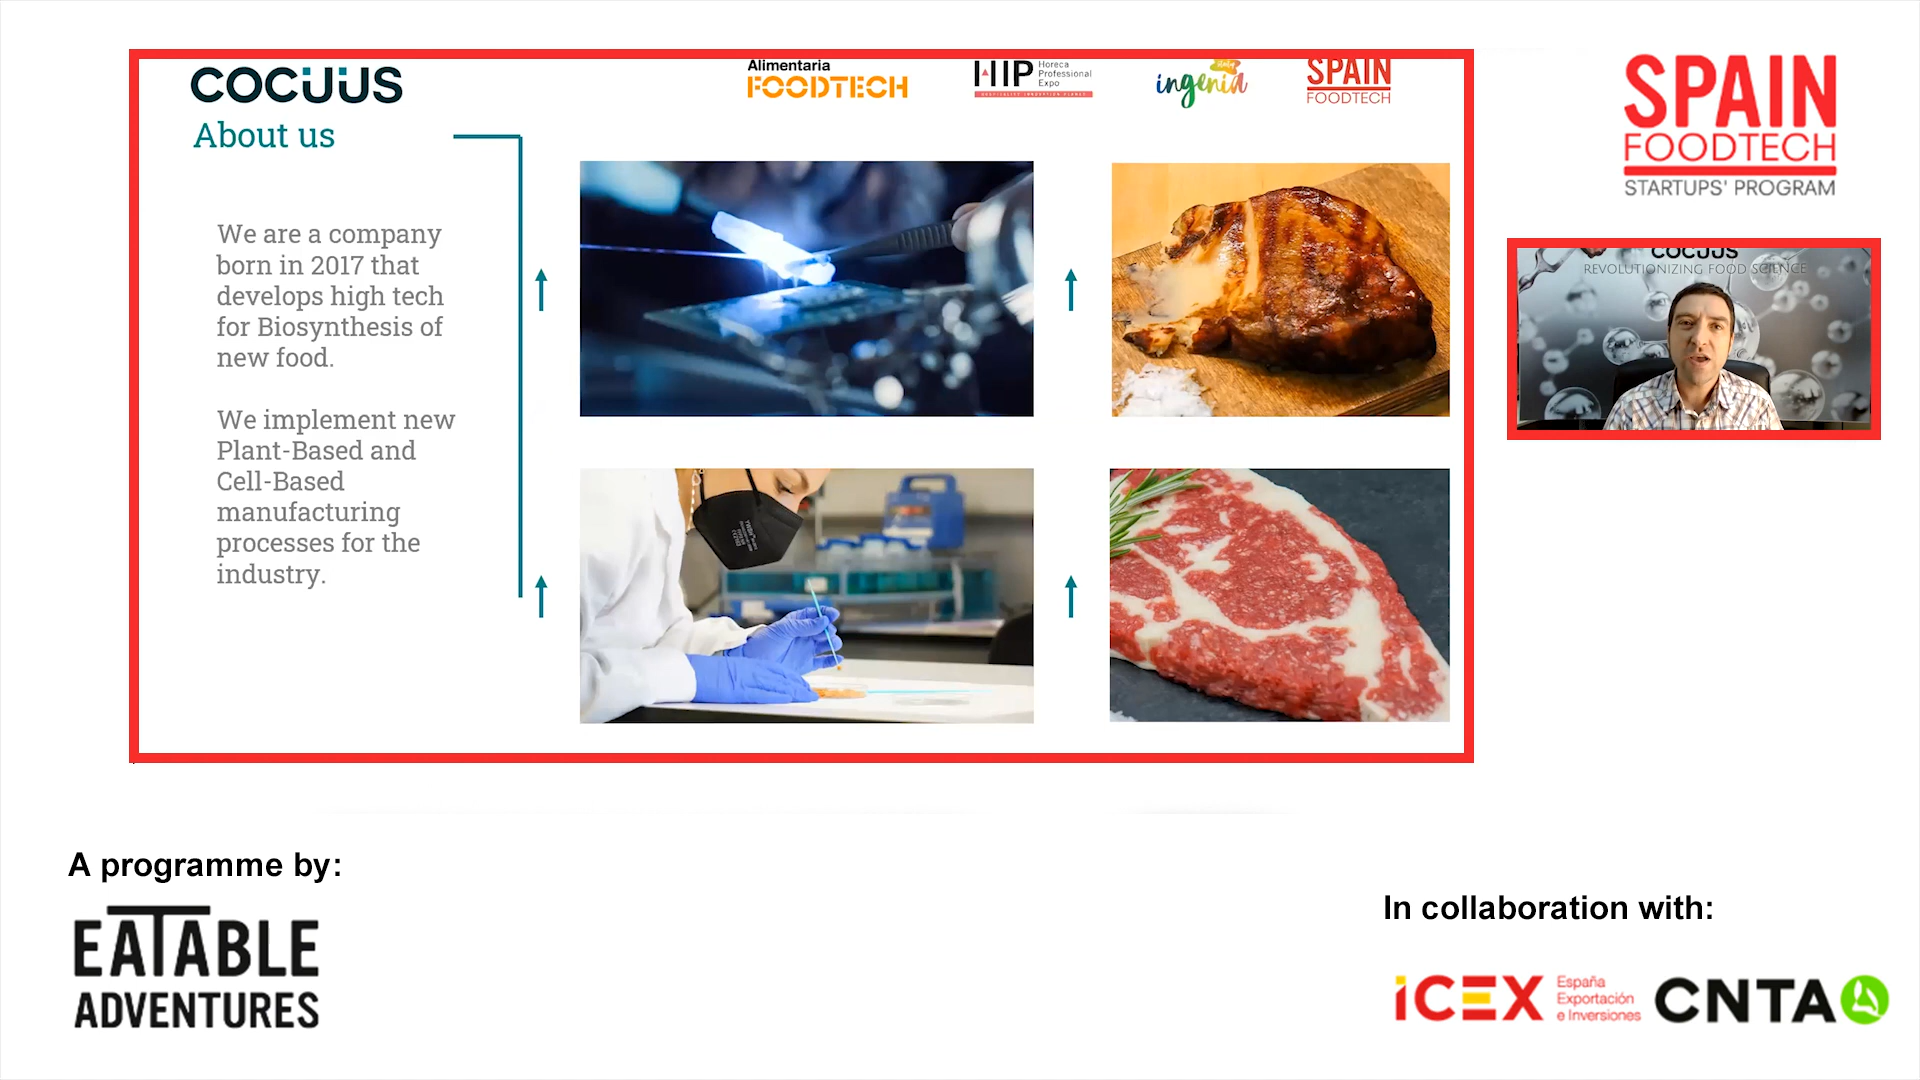 COCUUS
About us
Alimentaria
FOODTECH
HIP
Horeca
Professional
Expo
ingenia
SPAIN
FOODTECH
We are a company
born in 2017 that
develops high tech
for Biosynthesis of
new food.
We implement new
Plant-Based and
Cell-Based
manufacturing
processes for the
industry.
SPAIN
FOODTECH
STARTUPS' PROGRAM
COCUUS
REVOLUTIONIZING FOOD SCIENCE
A programme by:
EATABLE
ADVENTURES
In collaboration with:
iCEX
España
Exportación
e Inversiones
CNTA